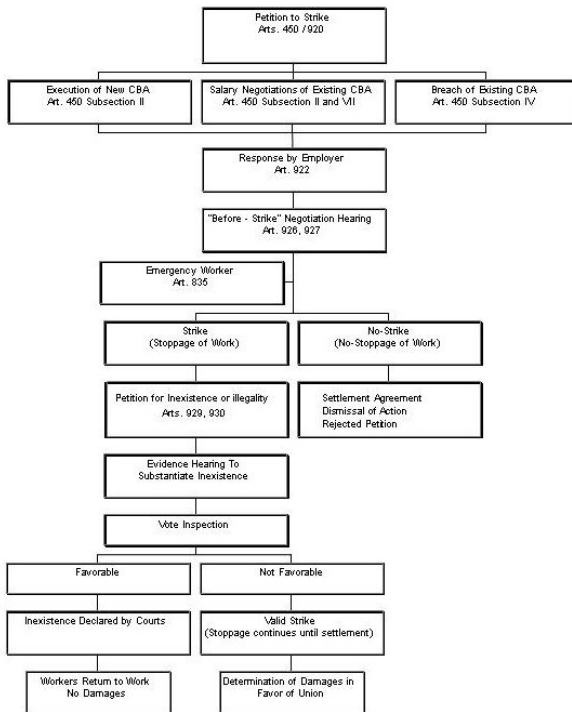 Petition to Strike
Arts. 450 / 920
Execution of New CBA
Art. 450 Subsection II
Salary Negotiations of Existing CBA
Art. 450 Subsection II and VII
Breach of Existing CBA
Art. 450 Subsection IV
Response by Employer
Art. 922
"Before - Strike" Negotiation Hearing
Art. 926, 927
Emergency Worker
Art. 835
Strike
(Stoppage of Work)
No-Strike
(No-Stoppage of Work)
Petition for Inexistence or illegality
Arts. 929, 930
Settlement Agreement
Dismissal of Action
Rejected Petition
Evidence Hearing To
Substantiate Inexistence
Vote Inspection
Favorable
Not Favorable
Inexistence Declared by Courts
Valid Strike
(Stoppage continues until settlement)
Workers Return to Work
No Damages
Determination of Damages in
Favor of Union